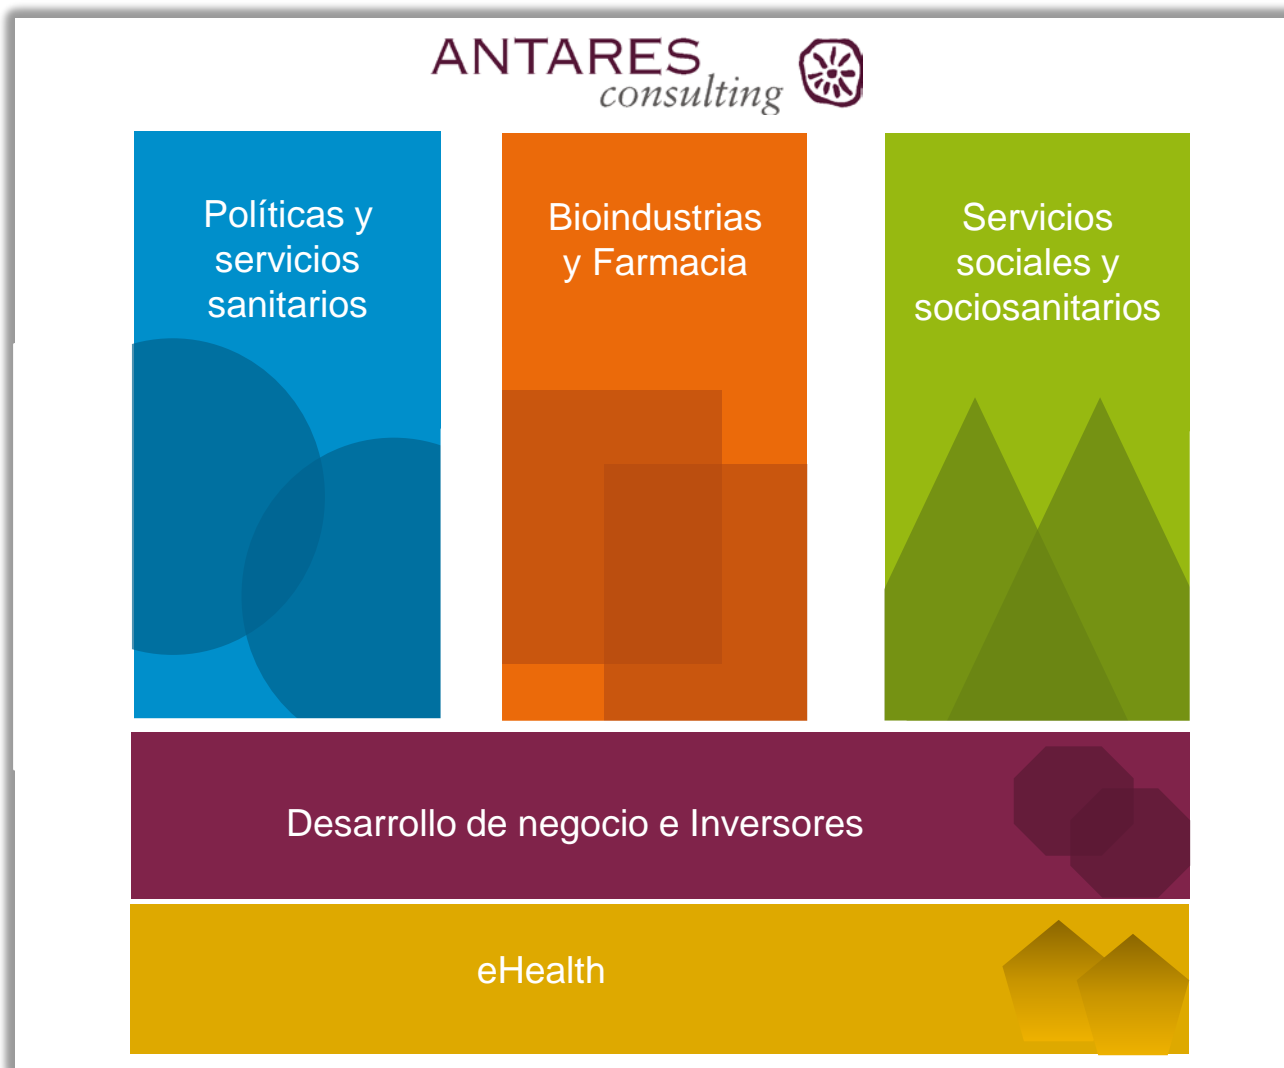 ANTARES
consulting
Políticas y
servicios
sanitarios
Bioindustrias
y Farmacia
Servicios
sociales y
sociosanitarios
Desarrollo de negocio e Inversores
eHealth